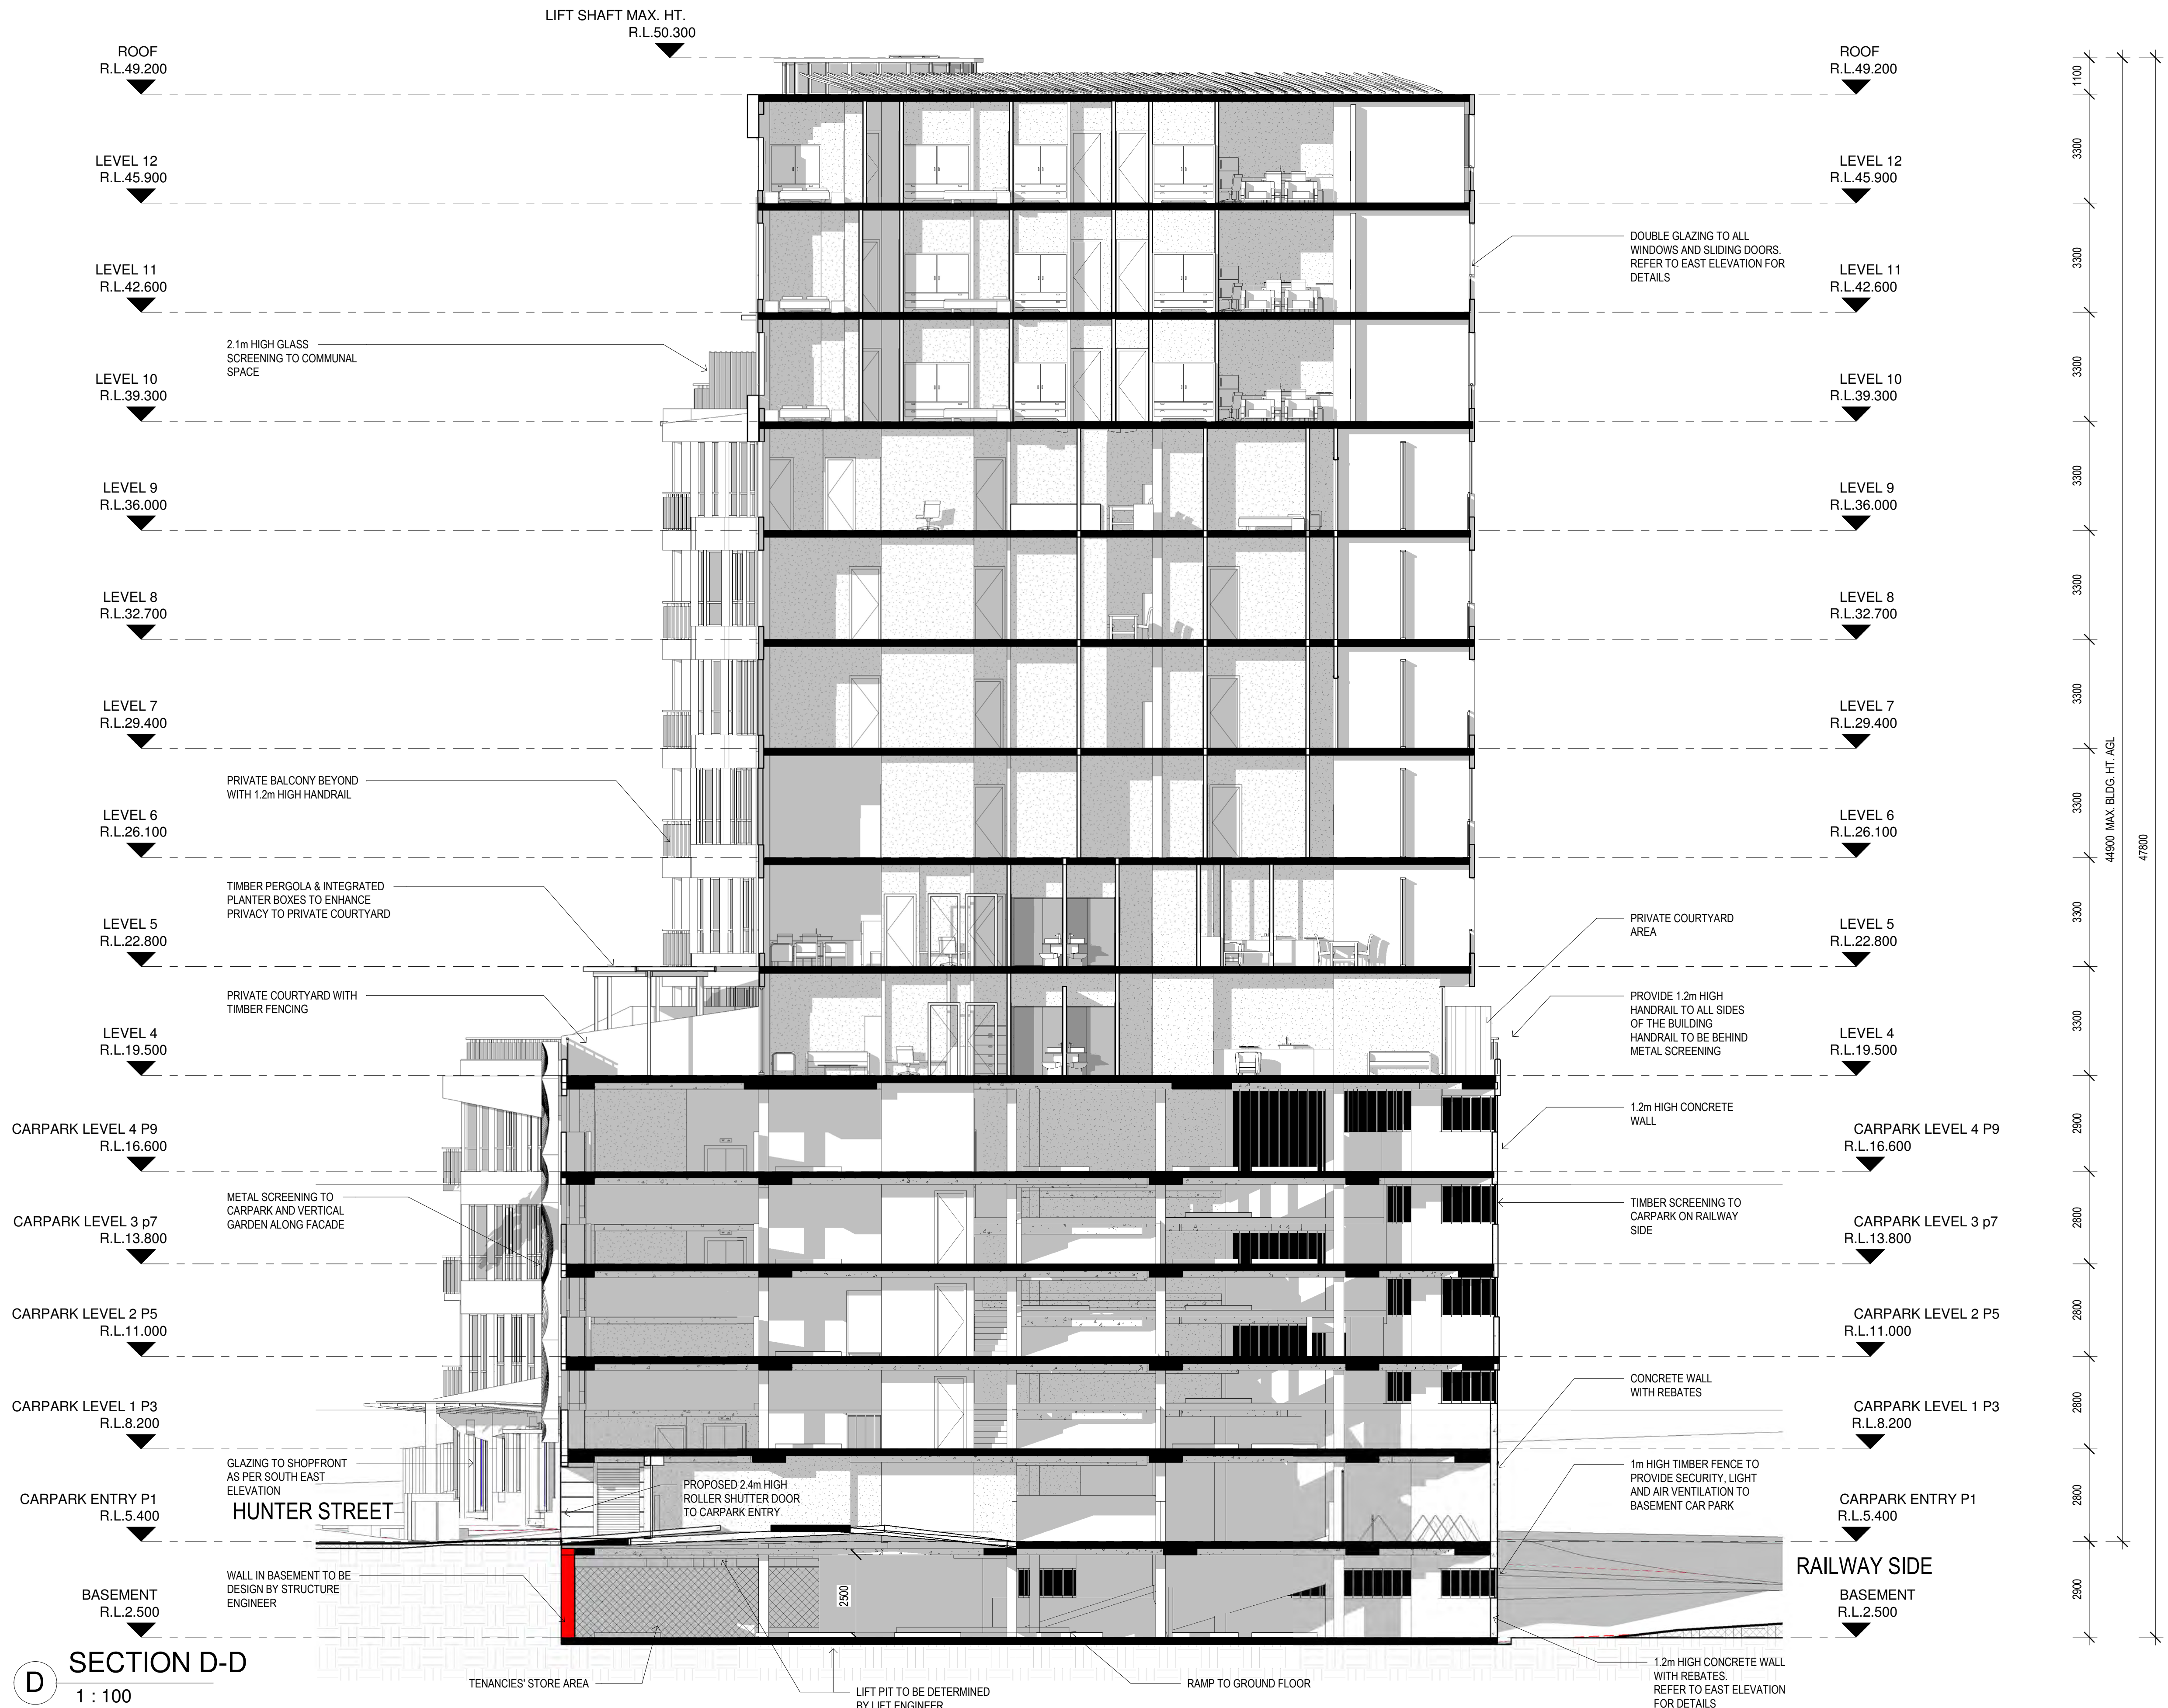 LIFT SHAFT MAX. HT.
R.L.50.300
ROOF
R.L.49.200
LEVEL 12
R.L.45.900
LEVEL 11
R.L.42.600
2.1m HIGH GLASS
SCREENING TO COMMUNAL
SPACE
LEVEL 10
R.L.39.300
LEVEL 9
R.L.36.000
LEVEL 8
R.L.32.700
LEVEL 7
R.L.29.400
PRIVATE BALCONY BEYOND
WITH 1.2m HIGH HANDRAIL
LEVEL 6
R.L.26.100
TIMBER PERGOLA & INTEGRATED
PLANTER BOXES TO ENHANCE
PRIVACY TO PRIVATE COURTYARD
LEVEL 5
R.L.22.800
PRIVATE COURTYARD WITH
TIMBER FENCING
LEVEL 4
R.L.19.500
CARPARK LEVEL 4 P9
R.L.16.600
METAL SCREENING TO
CARPARK AND VERTICAL
GARDEN ALONG FACADE
CARPARK LEVEL 3 p7
R.L.13.800
CARPARK LEVEL 2 P5
R.L.11.000
CARPARK LEVEL 1 P3
R.L.8.200
GLAZING TO SHOPFRONT
AS PER SOUTH EAST
ELEVATION
CARPARK ENTRY P1
R.L.5.400
HUNTER STREET
PROPOSED 2.4m HIGH
ROLLER SHUTTER DOOR
TO CARPARK ENTRY
WALL IN BASEMENT TO BE
DESIGN BY STRUCTURE
ENGINEER
BASEMENT
R.L.2.500
2500
D
SECTION D-D
1 : 100
TENANCIES' STORE AREA
LIFT PIT TO BE DETERMINED
BY LIFT ENGINEER
RAMP TO GROUND FLOOR
ROOF
R.L.49.200
LEVEL 12
R.L.45.900
DOUBLE GLAZING TO ALL
WINDOWS AND SLIDING DOORS.
REFER TO EAST ELEVATION FOR
DETAILS
LEVEL 11
R.L.42.600
LEVEL 10
R.L.39.300
LEVEL 9
R.L.36.000
LEVEL 8
R.L.32.700
LEVEL 7
R.L.29.400
LEVEL 6
R.L.26.100
PRIVATE COURTYARD
AREA
LEVEL 5
R.L.22.800
PROVIDE 1.2m HIGH
HANDRAIL TO ALL SIDES
OF THE BUILDING
HANDRAIL TO BE BEHIND
METAL SCREENING
LEVEL 4
R.L.19.500
1.2m HIGH CONCRETE
WALL
CARPARK LEVEL 4 P9
R.L.16.600
TIMBER SCREENING TO
CARPARK ON RAILWAY
SIDE
CARPARK LEVEL 3 p7
R.L.13.800
CARPARK LEVEL 2 P5
R.L.11.000
CONCRETE WALL
WITH REBATES
CARPARK LEVEL 1 P3
R.L.8.200
1m HIGH TIMBER FENCE TO
PROVIDE SECURITY, LIGHT
AND AIR VENTILATION TO
BASEMENT CAR PARK
CARPARK ENTRY P1
R.L.5.400
RAILWAY SIDE
BASEMENT
R.L.2.500
1.2m HIGH CONCRETE WALL
WITH REBATES.
REFER TO EAST ELEVATION
FOR DETAILS
1100
3300
3300
3300
3300
3300
3300
3300
3300
3300
2900
2800
2800
2800
2800
2900
44900 MAX. BLDG. HT. AGL
47800